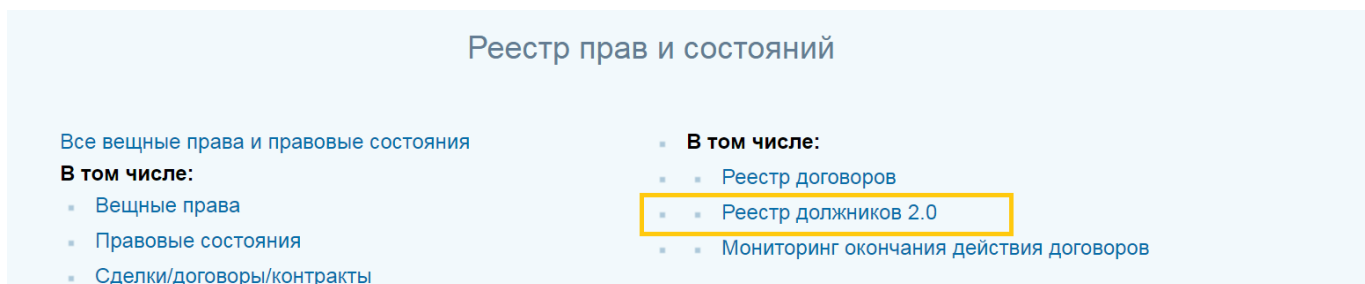 Реестр прав и состояний
Все вещные права и правовые состояния
В том числе:
Вещные права
Правовые состояния
Сделки/договоры/контракты
В том числе:
Реестр договоров
Реестр должников 2.0
Мониторинг окончания действия договоров